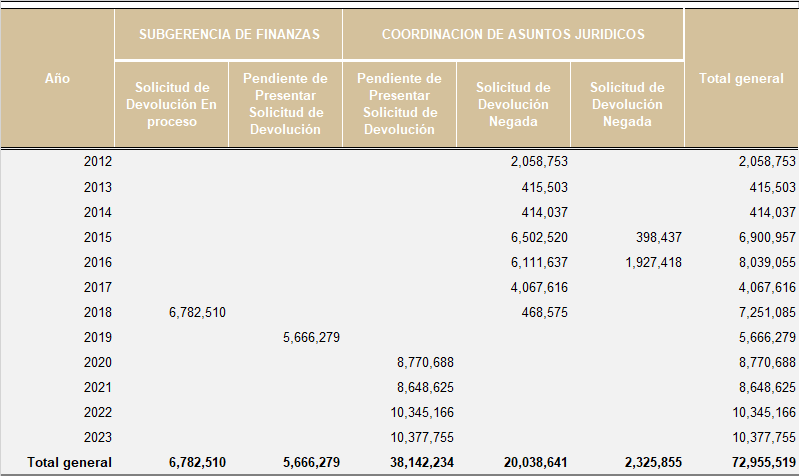 SUBGERENCIA DE FINANZAS COORDINACION DE ASUNTOS JURIDICOS
Año Solicitud de Devolución En proceso Pendiente de Presentar Solicitud de Devolución Pendiente de Presentar Solicitud de Devolución Solicitud de Devolución Negada Solicitud de Devolución Negada Total general
2012 2,058,753 2,058,753
2013 415,503 415,503
2014 414,037 414,037
2015 6,502,520 398,437 6,900,957
2016 6,111,637 1,927,418 8,039,055
2017 4,067,616 4,067,616
2018 6,782,510 468,575 7,251,085
2019 5,666,279 5,666,279
2020 8,770,688 8,770,688
2021 8,648,625 8,648,625
2022 10,345,166 10,345,166
2023 10,377,755 10,377,755
Total general 6,782,510 5,666,279 38,142,234 20,038,641 2,325,855 72,955,519